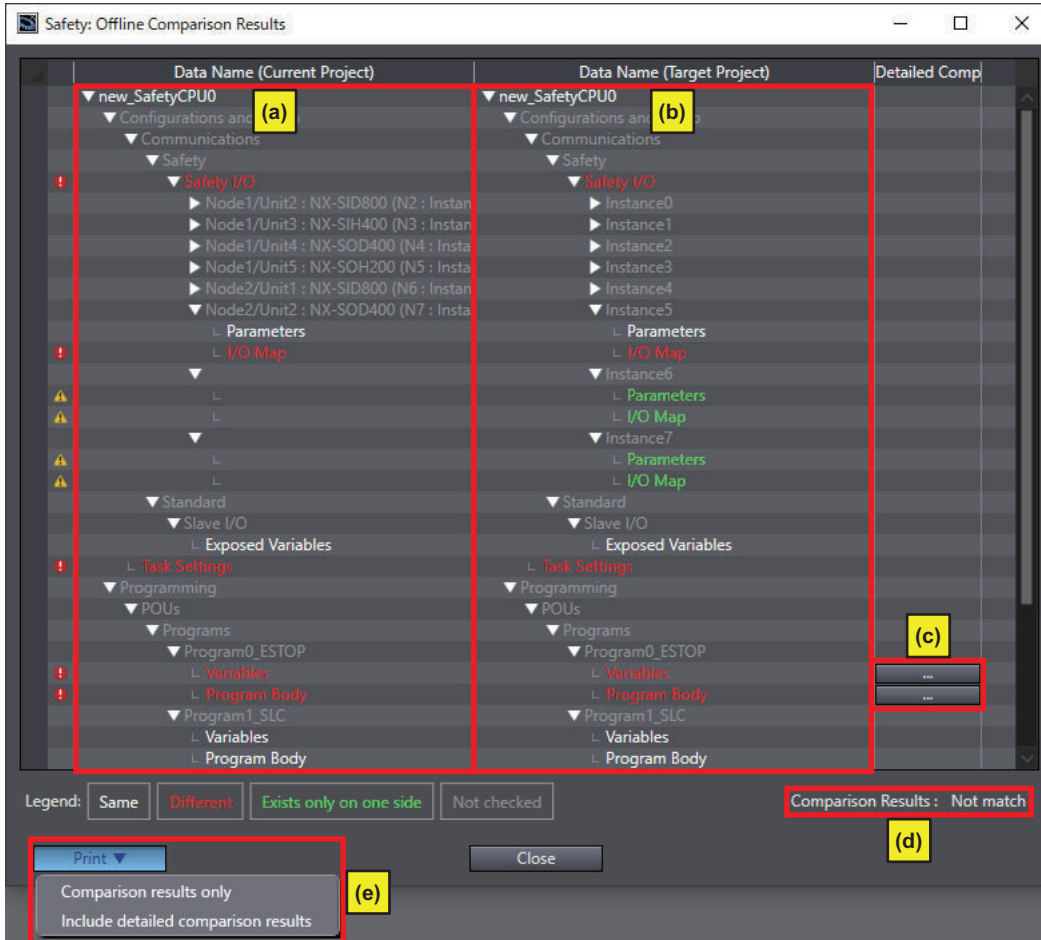 Safety: Offline Comparison Results
Data Name (Current Project) Data Name (Target Project) Detailed Comp
new_SafetyCPU0 (a) new_SafetyCPU0 (b)
Configurations and Configurations and
Communications Communications
Safety Safety
Safety I/O Safety I/O
Node1/Unit2 : NX-SID800 (N2 : Instan Instance0
Node1/Unit3 : NX-SIH400 (N3 : Instan Instance1
Node1/Unit4 : NX-SOD400 (N4 : Insta Instance2
Node1/Unit5 : NX-SOH200 (N5 : Insta Instance3
Node2/Unit1 : NX-SID800 (N6 : Instan Instance4
Node2/Unit2 : NX-SOD400 (N7 : Insta Instance5
Parameters Parameters
I/O Map I/O Map
Instance6
Parameters
I/O Map
Instance7
Parameters
I/O Map
Standard Standard
Slave I/O Slave I/O
Exposed Variables Exposed Variables
Task Settings Task Settings
Programming Programming
POUs POUs
Programs Programs (c)
Program0_ESTOP Program0_ESTOP
Variables Variables ...
Program Body Program Body ...
Program1_SLC Program1_SLC
Variables Variables
Program Body Program Body
Legend: Same Different Exists only on one side Not checked Comparison Results : Not match
(d)
Print ▼ Close
Comparison results only (e)
Include detailed comparison results